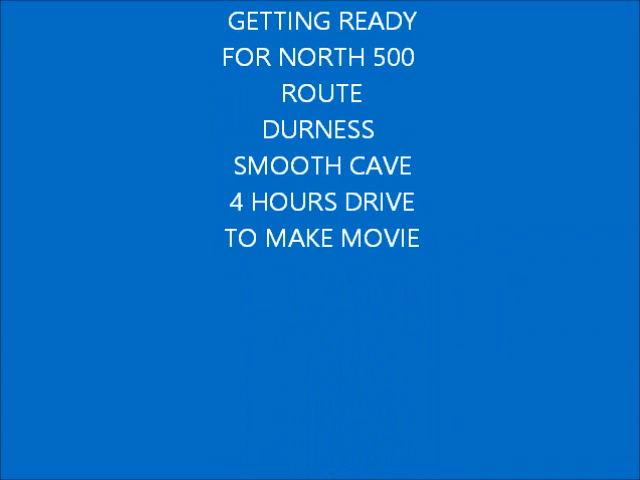 GETTING READY
FOR NORTH 500
ROUTE
DURNESS
SMOOTH CAVE
4 HOURS DRIVE
TO MAKE MOVIE